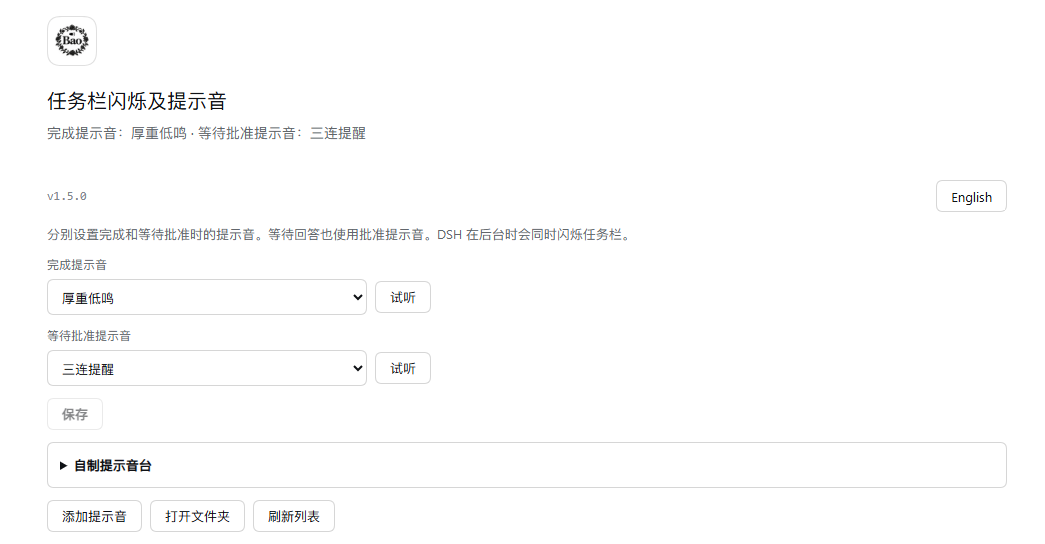 Bao
任务栏闪烁及提示音
完成提示音：厚重低鸣 · 等待批准提示音：三连提醒
v1.5.0
English
分别设置完成和等待批准时的提示音。等待回答也使用批准提示音。DSH 在后台时会同时闪烁任务栏。
完成提示音
厚重低鸣
试听
等待批准提示音
三连提醒
试听
保存
自制提示音台
添加提示音 打开文件夹 刷新列表